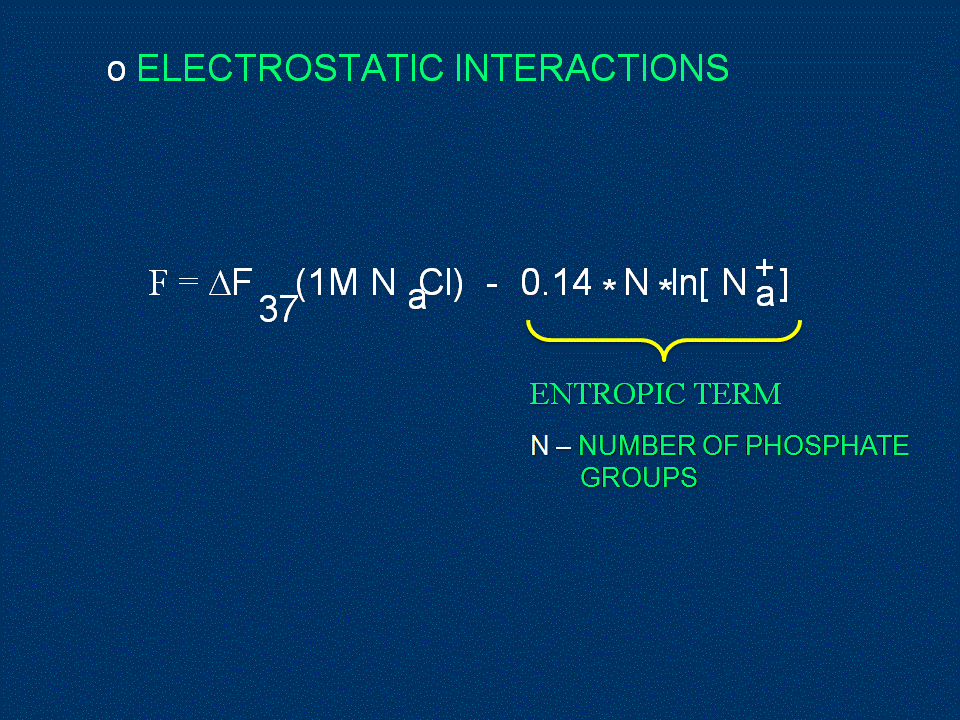 o ELECTROSTATIC INTERACTIONS
F = ΔF₃₇(1M NₐCl) - 0.14 * N * ln[ Nₐ⁺]
ENTROPIC TERM
N – NUMBER OF PHOSPHATE
GROUPS